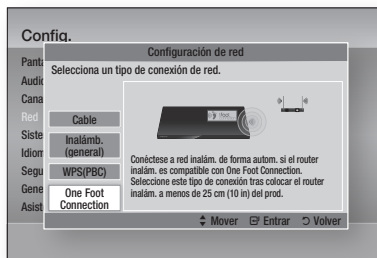 Config.
Configuración de red
Selecciona un tipo de conexión de red.
Panta
Audio
Cana
Red
Siste
Idiom
Segu
Gene
Asist
Cable
Inalámb.
(general)
WPS(PBC)
One Foot
Connection
Conéctese a red inalám. de forma autom. si el router
inalám. es compatible con One Foot Connection.
Seleccione este tipo de conexión tras colocar el router
inalám. a menos de 25 cm (10 in) del prod.
Mover Entrar Volver